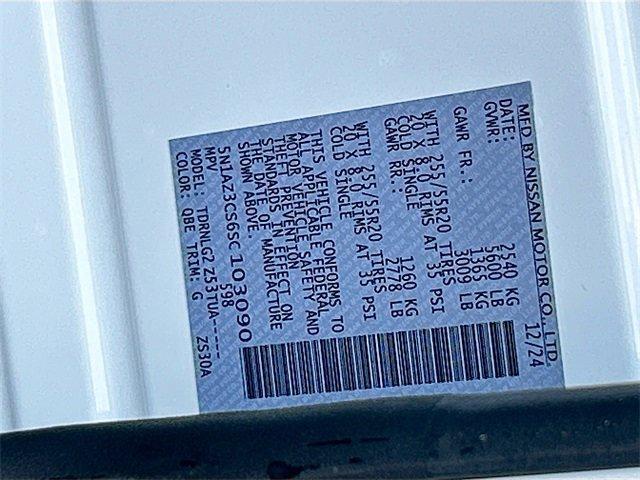 MFD BY NISSAN MOTOR CO., LTD.
DATE: 12/24
GVWR: 2540 KG
5600 LB
GAWR FR.: 1365 KG
3009 LB
WITH 255/55R20 TIRES
20 X 8.0 RIMS AT 35 PSI
COLD SINGLE
GAWR RR.: 1260 KG
2778 LB
WITH 255/55R20 TIRES
20 X 8.0 RIMS AT 35 PSI
COLD SINGLE
THIS VEHICLE CONFORMS TO
ALL APPLICABLE FEDERAL
MOTOR VEHICLE SAFETY AND
THEFT PREVENTION
STANDARDS IN EFFECT ON
THE DATE OF MANUFACTURE
SHOWN ABOVE.
5N1AZ3CS6SC103090
MPV 598
MODEL: TDRNLG2 Z53TUA-----
COLOR: QBE TRIM: G ZS30A